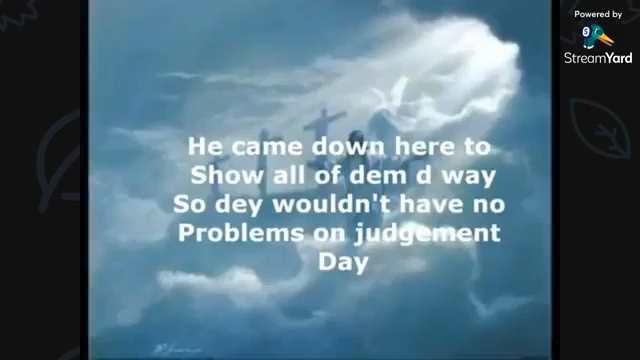 Powered by
StreamYard
He came down here to
Show all of dem d way
So dey wouldn't have no
Problems on judgement
Day